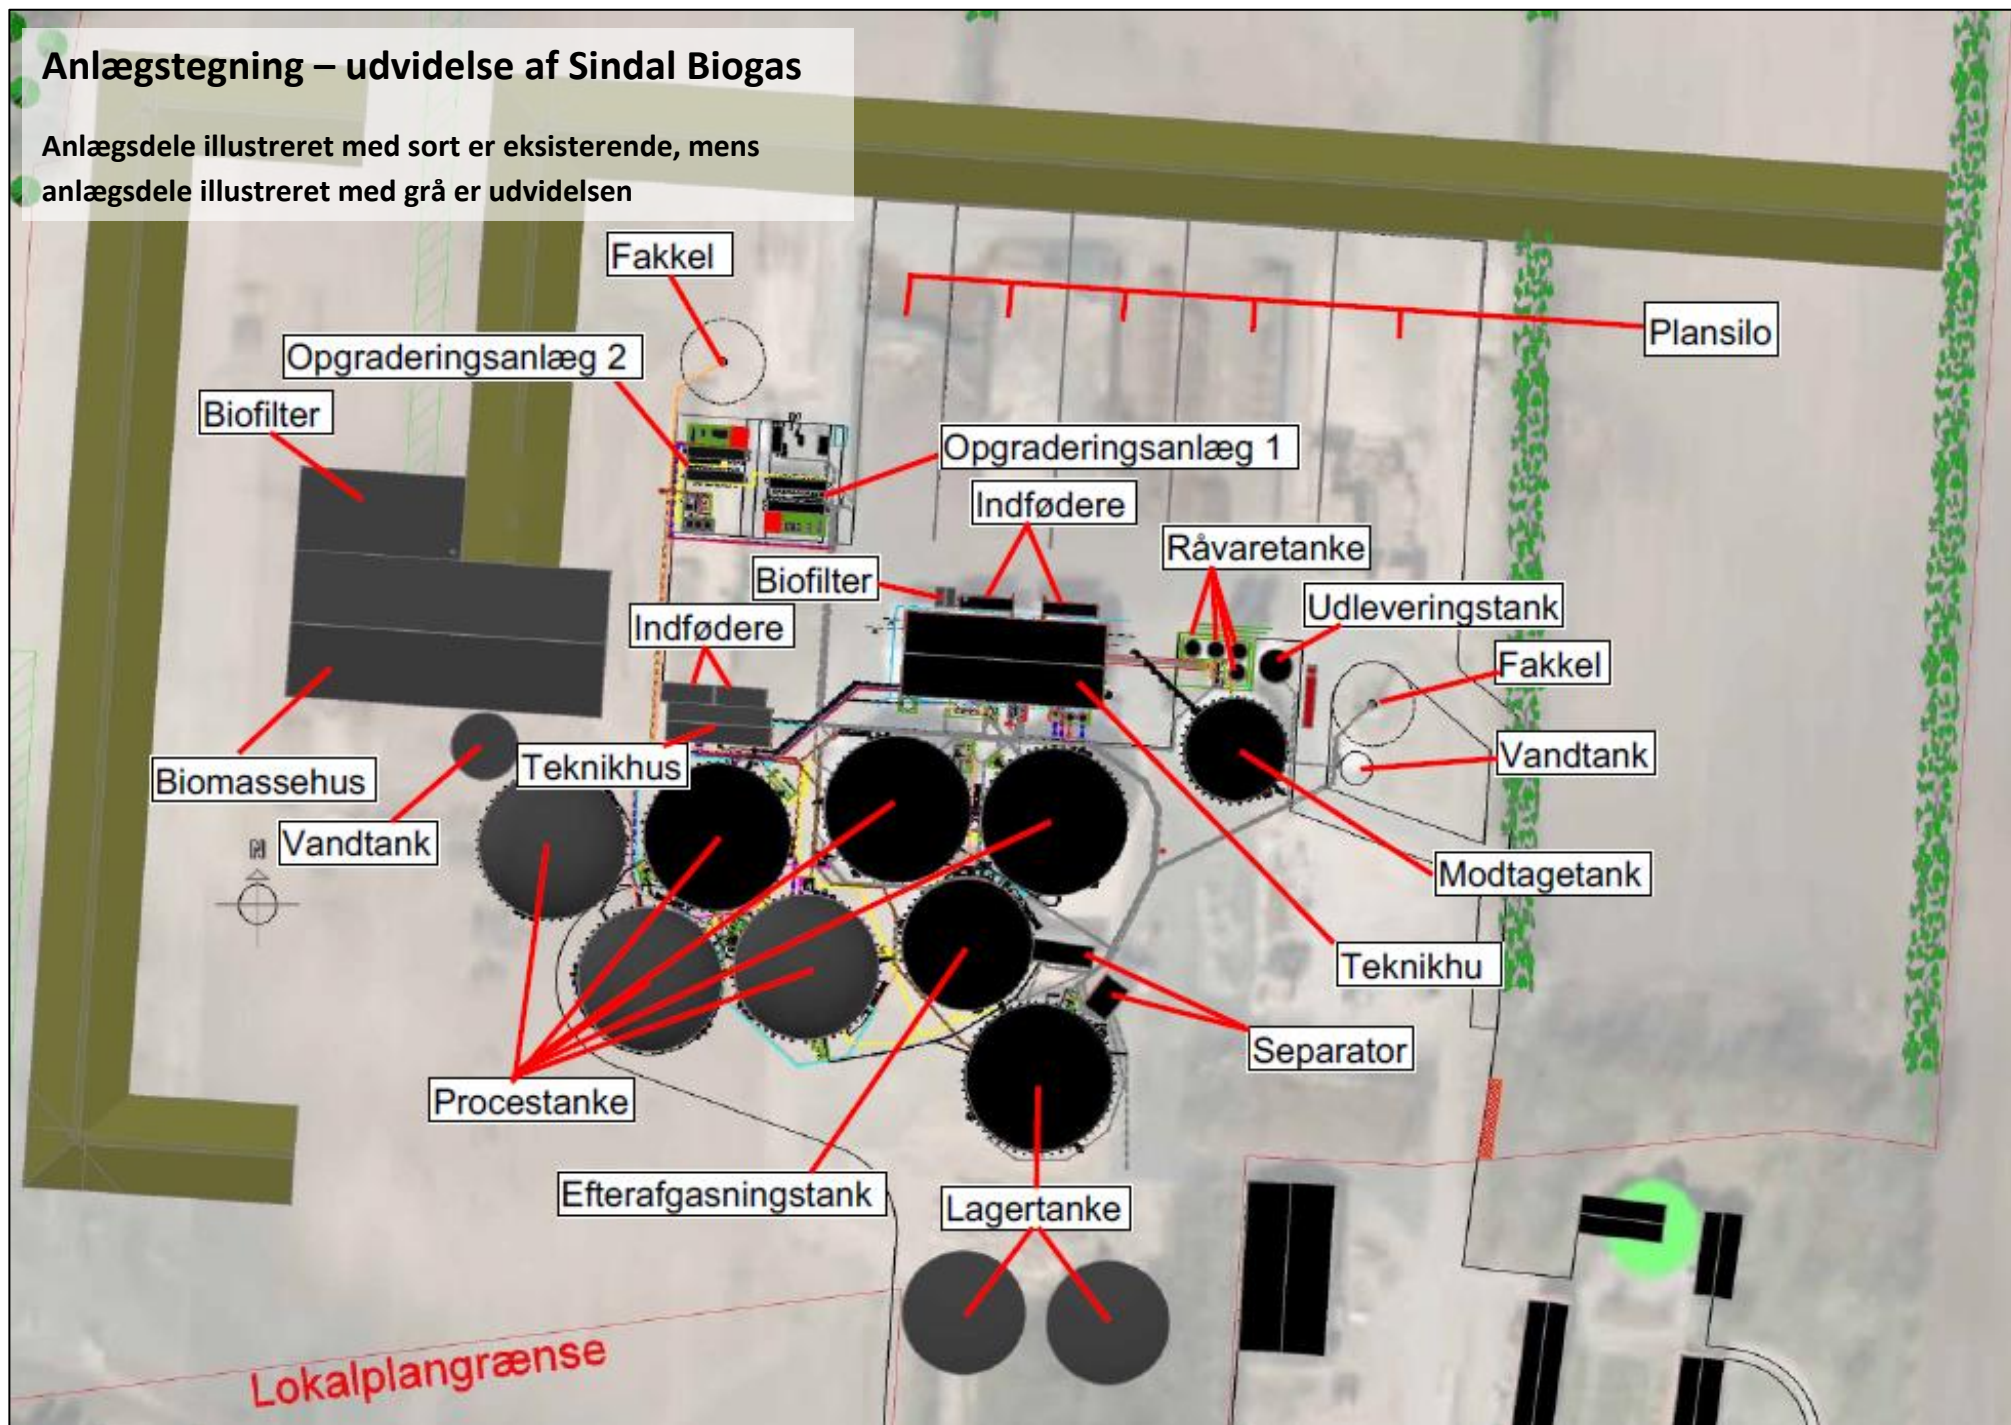 Anlægstegning – udvidelse af Sindal Biogas
Anlægsdele illustreret med sort er eksisterende, mens
anlægsdele illustreret med grå er udvidelsen
Fakkel
Plansilo
Opgraderingsanlæg 2
Biofilter
Opgraderingsanlæg 1
Indfødere
Råvaretanke
Biofilter
Udleveringstank
Indfødere
Fakkel
Vandtank
Teknikhus
Biomassehus
Vandtank
N
Modtagetank
Teknikhu
Separator
Procestanke
Efterafgasningstank
Lagertanke
Lokalplangrænse